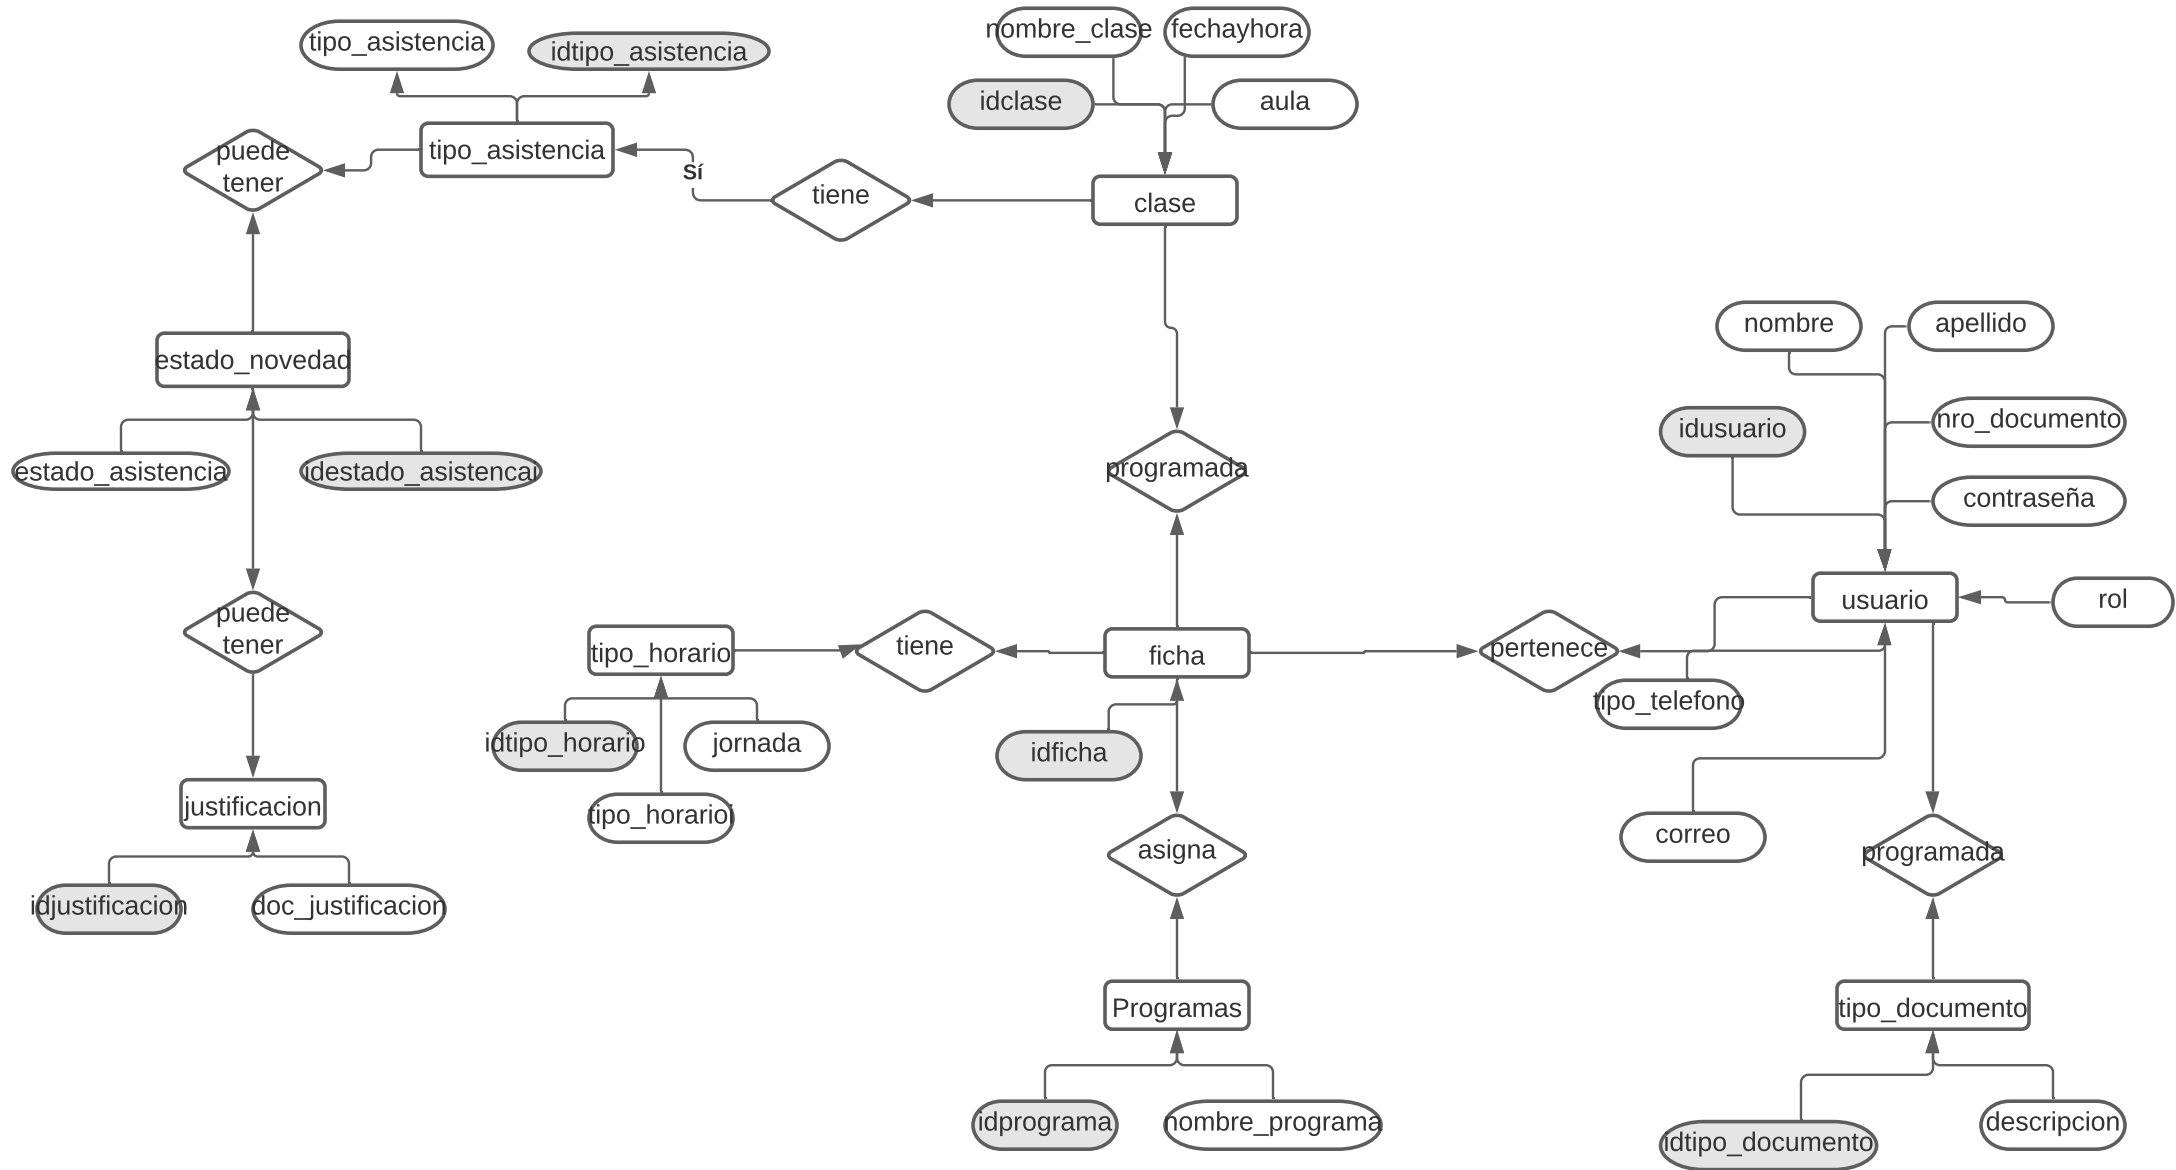 nombre_clase
fechayhora
tipo_asistencia
idtipo_asistencia
idclase
aula
tipo_asistencia
puede
tener
Sí
tiene
clase
nombre
apellido
estado_novedad
nro_documento
idusuario
estado_asistencia
idestado_asistencai
programada
contraseña
usuario
rol
puede
tener
tipo_horario
tiene
ficha
pertenece
tipo_telefono
idtipo_horario
jornada
idficha
justificacion
tipo_horarioi
correo
asigna
programada
idjustificacion
doc_justificacion
Programas
tipo_documento
idprograma
nombre_programa
descripcion
idtipo_documento